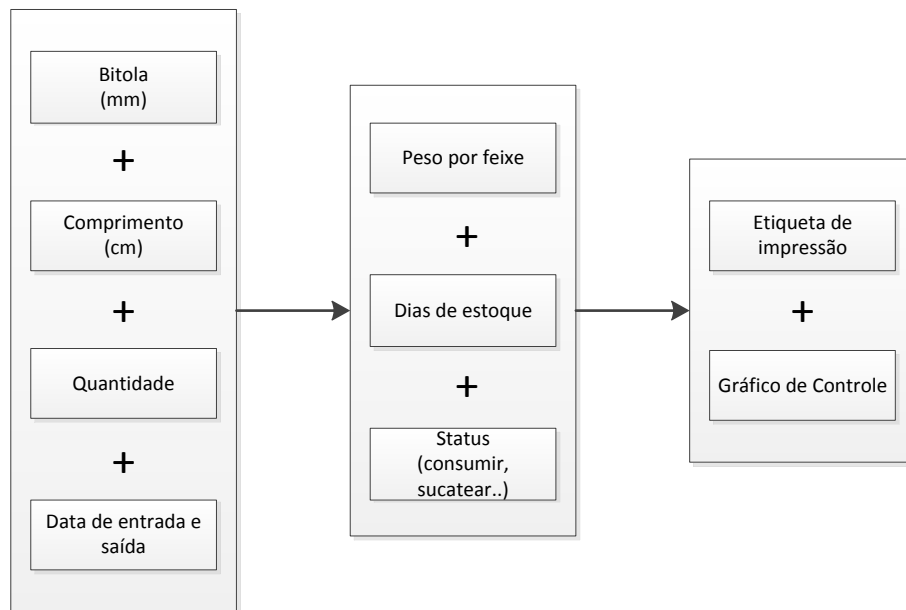 Bitola
(mm)
+
Comprimento
(cm)
+
Quantidade
+
Data de entrada e
saída
Peso por feixe
+
Dias de estoque
+
Status
(consumir,
sucatear..)
Etiqueta de
impressão
+
Gráfico de Controle